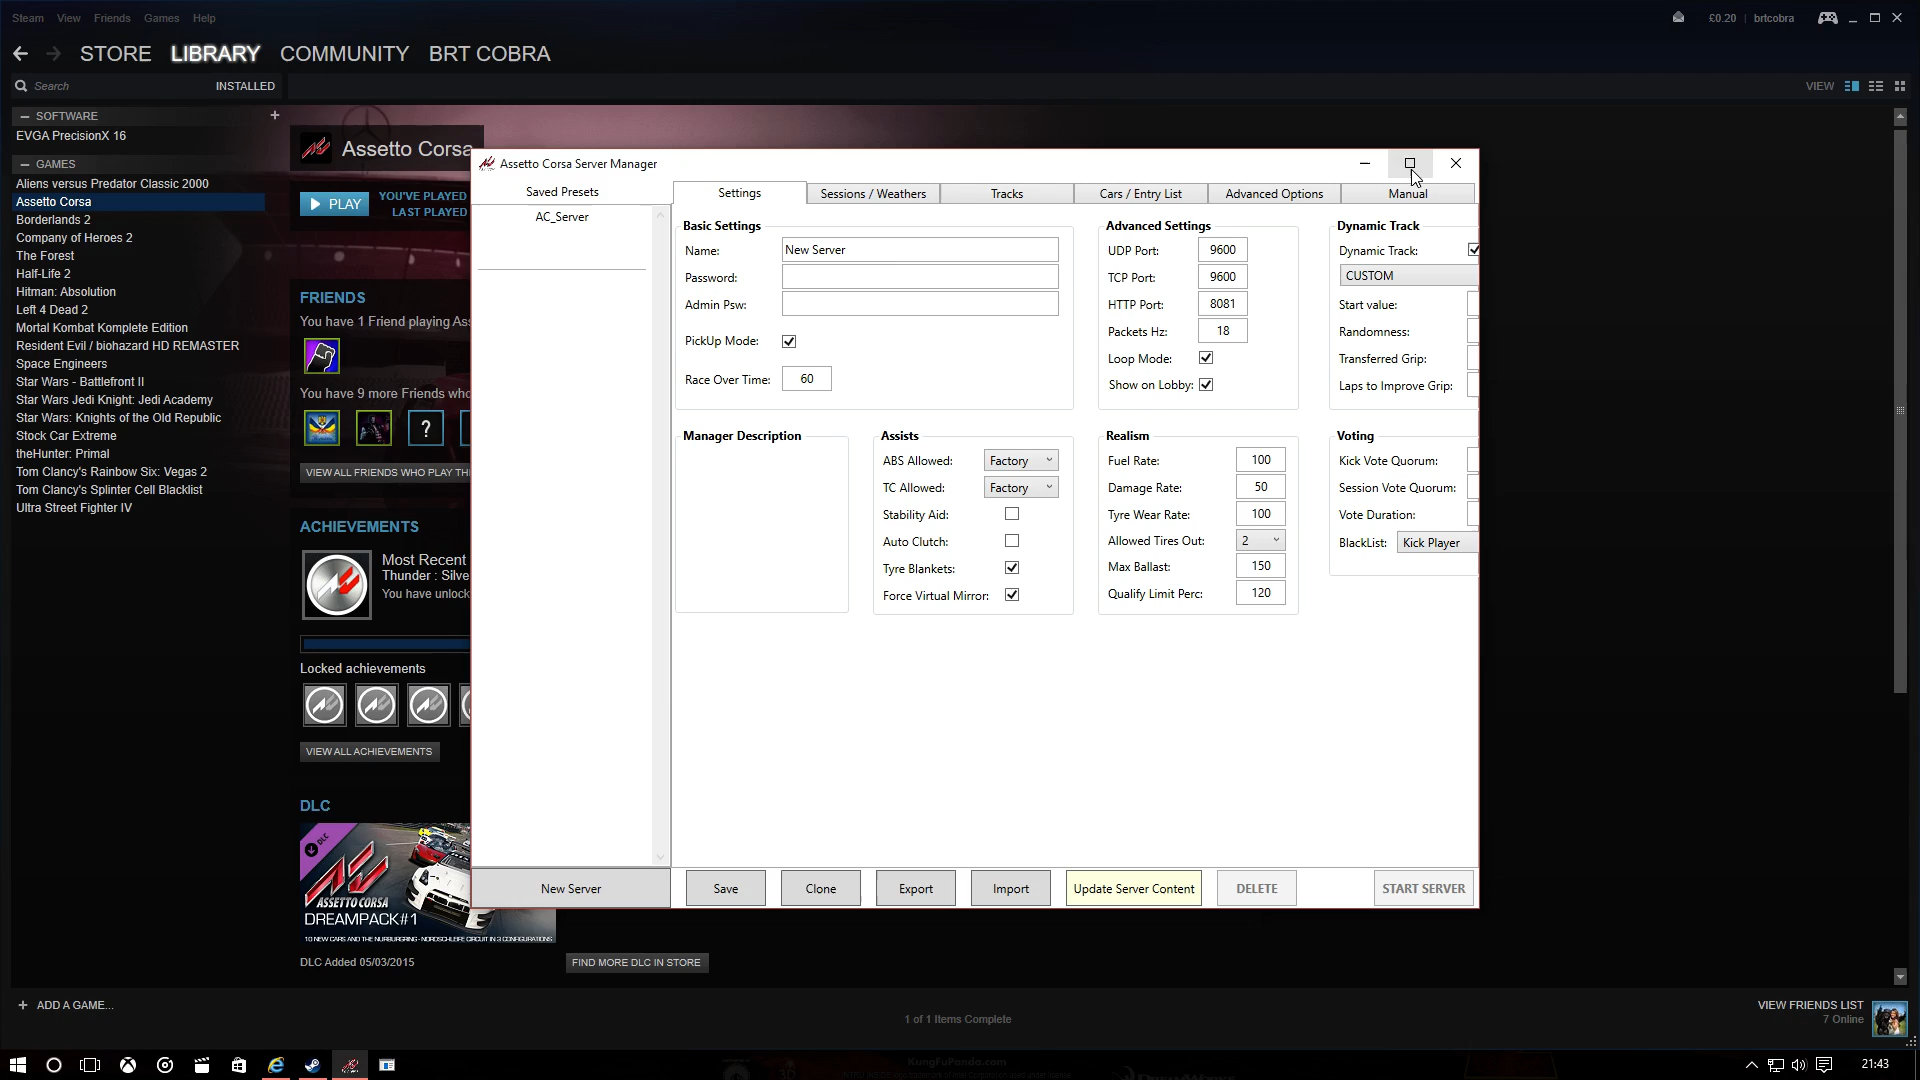 Steam View Friends Games Help
£0.20 | brtcobra
STORE LIBRARY COMMUNITY BRT COBRA
Search INSTALLED
VIEW
— SOFTWARE +
EVGA PrecisionX 16
— GAMES
Aliens versus Predator Classic 2000
Assetto Corsa
Borderlands 2
Company of Heroes 2
The Forest
Half-Life 2
Hitman: Absolution
Left 4 Dead 2
Mortal Kombat Komplete Edition
Resident Evil / biohazard HD REMASTER
Space Engineers
Star Wars - Battlefront II
Star Wars Jedi Knight: Jedi Academy
Star Wars: Knights of the Old Republic
Stock Car Extreme
theHunter: Primal
Tom Clancy's Rainbow Six: Vegas 2
Tom Clancy's Splinter Cell Blacklist
Ultra Street Fighter IV
+ ADD A GAME...
Assetto Corsa
PLAY
YOU'VE PLAYED
LAST PLAYED
FRIENDS
You have 1 Friend playing Ass
You have 9 more Friends who
?
VIEW ALL FRIENDS WHO PLAY TH
ACHIEVEMENTS
Most Recent
Thunder : Silve
You have unlock
Locked achievements
VIEW ALL ACHIEVEMENTS
DLC
DLC
ASSETTO CORSA
DREAMPACK#1
10 NEW CARS AND THE NURBURGRING - NORDSCHLEIFE CIRCUIT IN 3 CONFIGURATIONS
DLC Added 05/03/2015
FIND MORE DLC IN STORE
Assetto Corsa Server Manager
Saved Presets
AC_Server
New Server
Settings
Sessions / Weathers
Tracks
Cars / Entry List
Advanced Options
Manual
Basic Settings
Name: New Server
Password:
Admin Psw:
PickUp Mode:
Race Over Time: 60
Advanced Settings
UDP Port: 9600
TCP Port: 9600
HTTP Port: 8081
Packets Hz: 18
Loop Mode:
Show on Lobby:
Dynamic Track
Dynamic Track:
CUSTOM
Start value:
Randomness:
Transferred Grip:
Laps to Improve Grip:
Manager Description
Assists
ABS Allowed: Factory
TC Allowed: Factory
Stability Aid:
Auto Clutch:
Tyre Blankets:
Force Virtual Mirror:
Realism
Fuel Rate: 100
Damage Rate: 50
Tyre Wear Rate: 100
Allowed Tires Out: 2
Max Ballast: 150
Qualify Limit Perc: 120
Voting
Kick Vote Quorum:
Session Vote Quorum:
Vote Duration:
BlackList: Kick Player
Save
Clone
Export
Import
Update Server Content
DELETE
START SERVER
1 of 1 Items Complete
VIEW FRIENDS LIST
7 Online
KungFuPanda.com
21:43